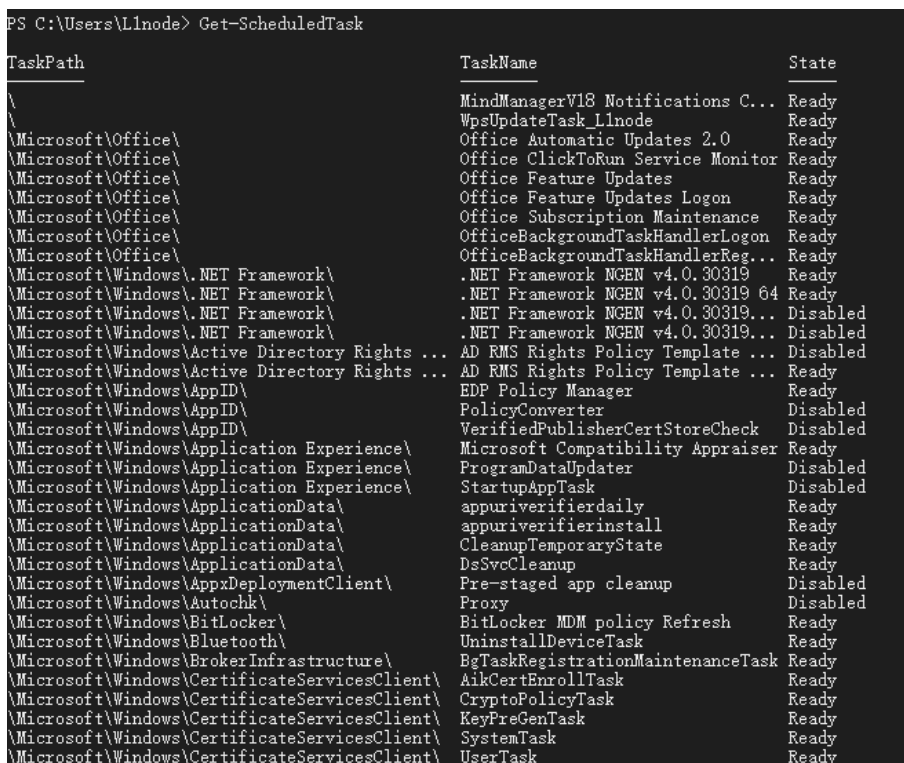 PS C:\Users\L1node> Get-ScheduledTask
TaskPath TaskName State
\ MindManagerV18 Notifications C... Ready
\ WpsUpdateTask_L1node Ready
\Microsoft\Office\ Office Automatic Updates 2.0 Ready
\Microsoft\Office\ Office ClickToRun Service Monitor Ready
\Microsoft\Office\ Office Feature Updates Ready
\Microsoft\Office\ Office Feature Updates Logon Ready
\Microsoft\Office\ Office Subscription Maintenance Ready
\Microsoft\Office\ OfficeBackgroundTaskHandlerLogon Ready
\Microsoft\Office\ OfficeBackgroundTaskHandlerReg... Ready
\Microsoft\Windows\.NET Framework\ .NET Framework NGEN v4.0.30319 Ready
\Microsoft\Windows\.NET Framework\ .NET Framework NGEN v4.0.30319 64 Ready
\Microsoft\Windows\.NET Framework\ .NET Framework NGEN v4.0.30319... Disabled
\Microsoft\Windows\.NET Framework\ .NET Framework NGEN v4.0.30319... Disabled
\Microsoft\Windows\Active Directory Rights ... AD RMS Rights Policy Template ... Disabled
\Microsoft\Windows\Active Directory Rights ... AD RMS Rights Policy Template ... Ready
\Microsoft\Windows\AppID\ EDP Policy Manager Ready
\Microsoft\Windows\AppID\ PolicyConverter Disabled
\Microsoft\Windows\AppID\ VerifiedPublisherCertStoreCheck Disabled
\Microsoft\Windows\Application Experience\ Microsoft Compatibility Appraiser Ready
\Microsoft\Windows\Application Experience\ ProgramDataUpdater Disabled
\Microsoft\Windows\Application Experience\ StartupAppTask Disabled
\Microsoft\Windows\ApplicationData\ appuriverifierdaily Ready
\Microsoft\Windows\ApplicationData\ appuriverifierinstall Ready
\Microsoft\Windows\ApplicationData\ CleanupTemporaryState Ready
\Microsoft\Windows\ApplicationData\ DsSvcCleanup Ready
\Microsoft\Windows\AppxDeploymentClient\ Pre-staged app cleanup Disabled
\Microsoft\Windows\Autochk\ Proxy Disabled
\Microsoft\Windows\BitLocker\ BitLocker MDM policy Refresh Ready
\Microsoft\Windows\Bluetooth\ UninstallDeviceTask Ready
\Microsoft\Windows\BrokerInfrastructure\ BgTaskRegistrationMaintenanceTask Ready
\Microsoft\Windows\CertificateServicesClient\ AikCertEnrollTask Ready
\Microsoft\Windows\CertificateServicesClient\ CryptoPolicyTask Ready
\Microsoft\Windows\CertificateServicesClient\ KeyPreGenTask Ready
\Microsoft\Windows\CertificateServicesClient\ SystemTask Ready
\Microsoft\Windows\CertificateServicesClient\ UserTask Ready